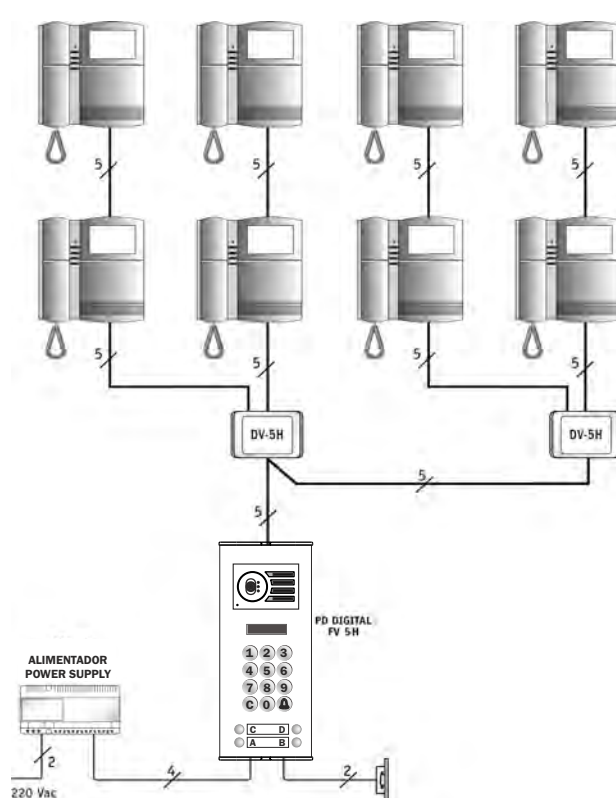 5 5 5 5
5 5 5 5
DV-5H DV-5H
5
5
PD DIGITAL
FV 5H
1 2 3
4 5 6
7 8 9
C 0
C D
A B
ALIMENTADOR
POWER SUPPLY
2
4
2
220 Vac